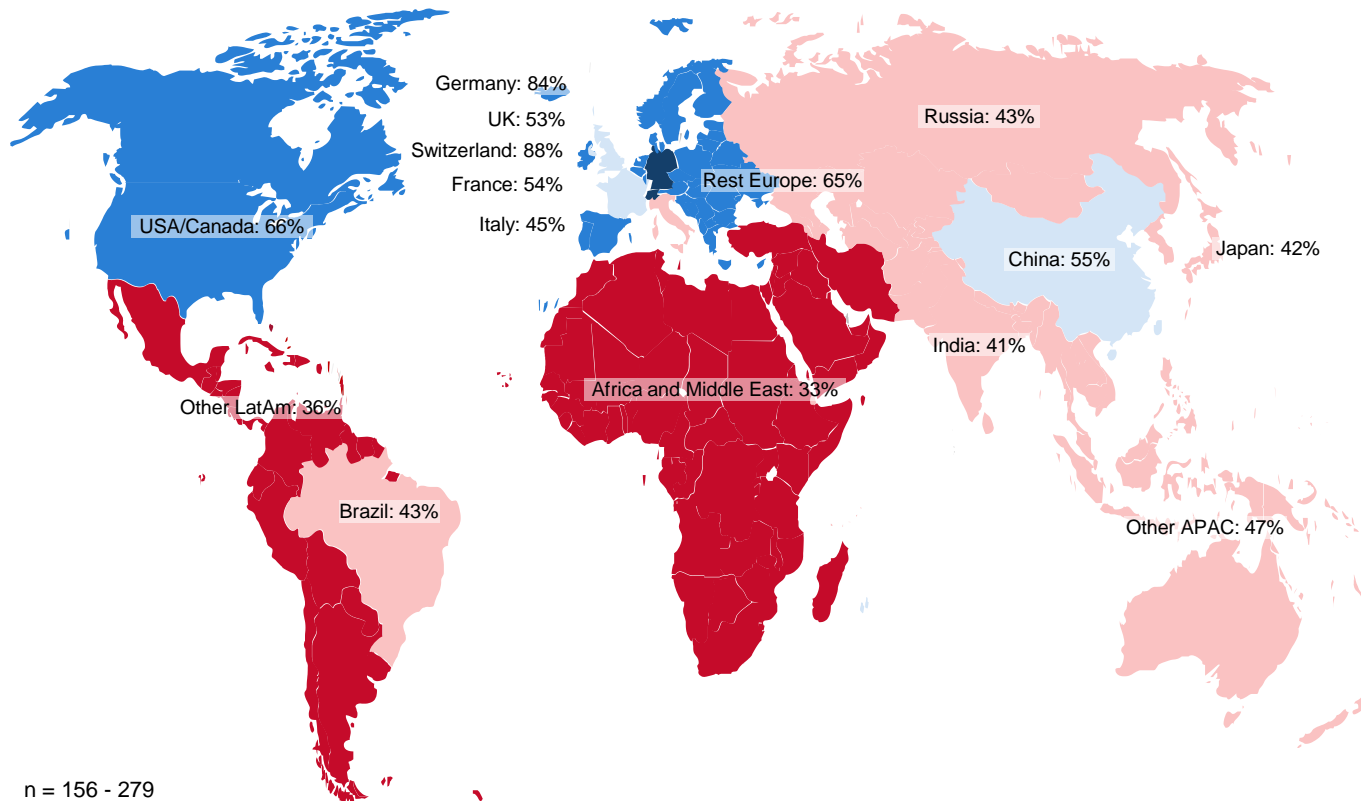 Germany: 84%
UK: 53%
Russia: 43%
Switzerland: 88%
France: 54%
Rest Europe: 65%
USA/Canada: 66%
Italy: 45%
Japan: 42%
China: 55%
India: 41%
Africa and Middle East: 33%
Other LatAm: 36%
Brazil: 43%
Other APAC: 47%
n = 156 - 279